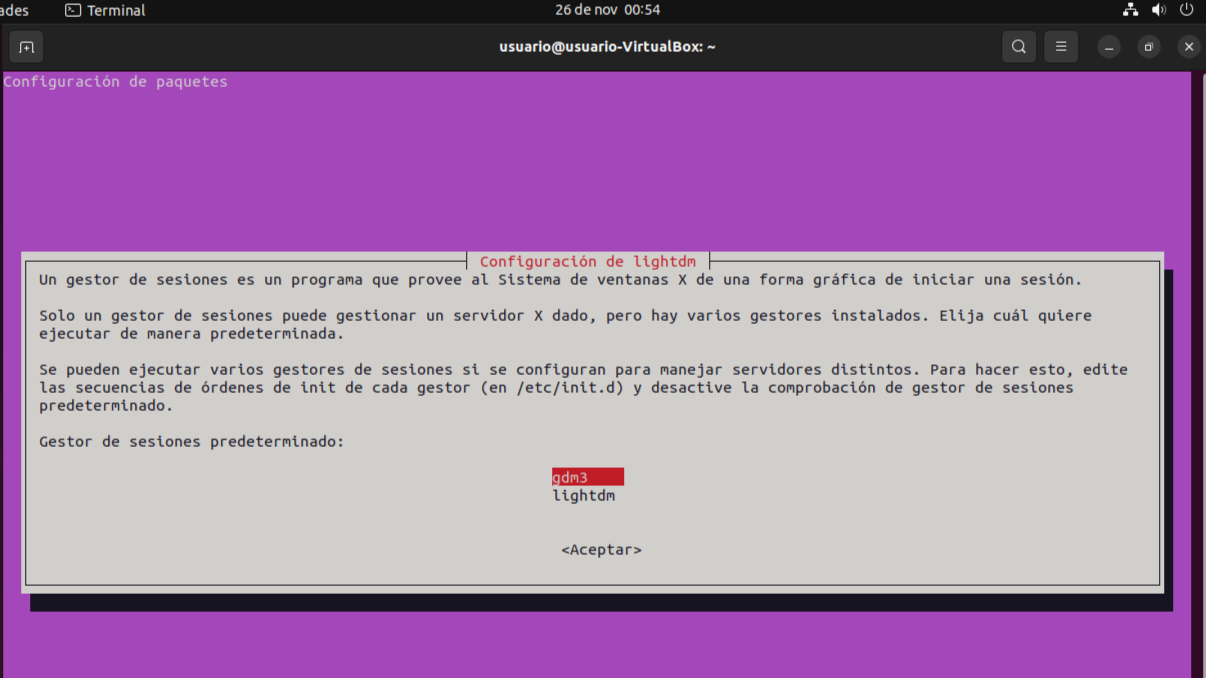 ades
Terminal
26 de nov 00:54
usuario@usuario-VirtualBox: ~
Configuración de paquetes
Configuración de lightdm
Un gestor de sesiones es un programa que provee al Sistema de ventanas X de una forma gráfica de iniciar una sesión.
Solo un gestor de sesiones puede gestionar un servidor X dado, pero hay varios gestores instalados. Elija cuál quiere
ejecutar de manera predeterminada.
Se pueden ejecutar varios gestores de sesiones si se configuran para manejar servidores distintos. Para hacer esto, edite
las secuencias de órdenes de init de cada gestor (en /etc/init.d) y desactive la comprobación de gestor de sesiones
predeterminado.
Gestor de sesiones predeterminado:
gdm3
lightdm
<Aceptar>